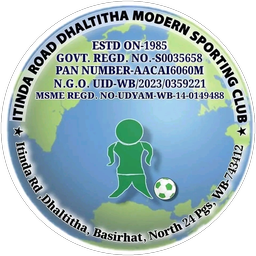 ★ ITINDA ROAD DHALTITHA MODERN SPORTING CLUB ★
ESTD ON-1985
GOVT. REGD. NO.-S0035658
PAN NUMBER-AACAI6060M
N.G.O. UID-WB/2023/0359221
MSME REGD. NO-UDYAM-WB-14-0149488
Itinda Rd ,Dhaltitha, Basirhat, North 24 Pgs, WB-743412